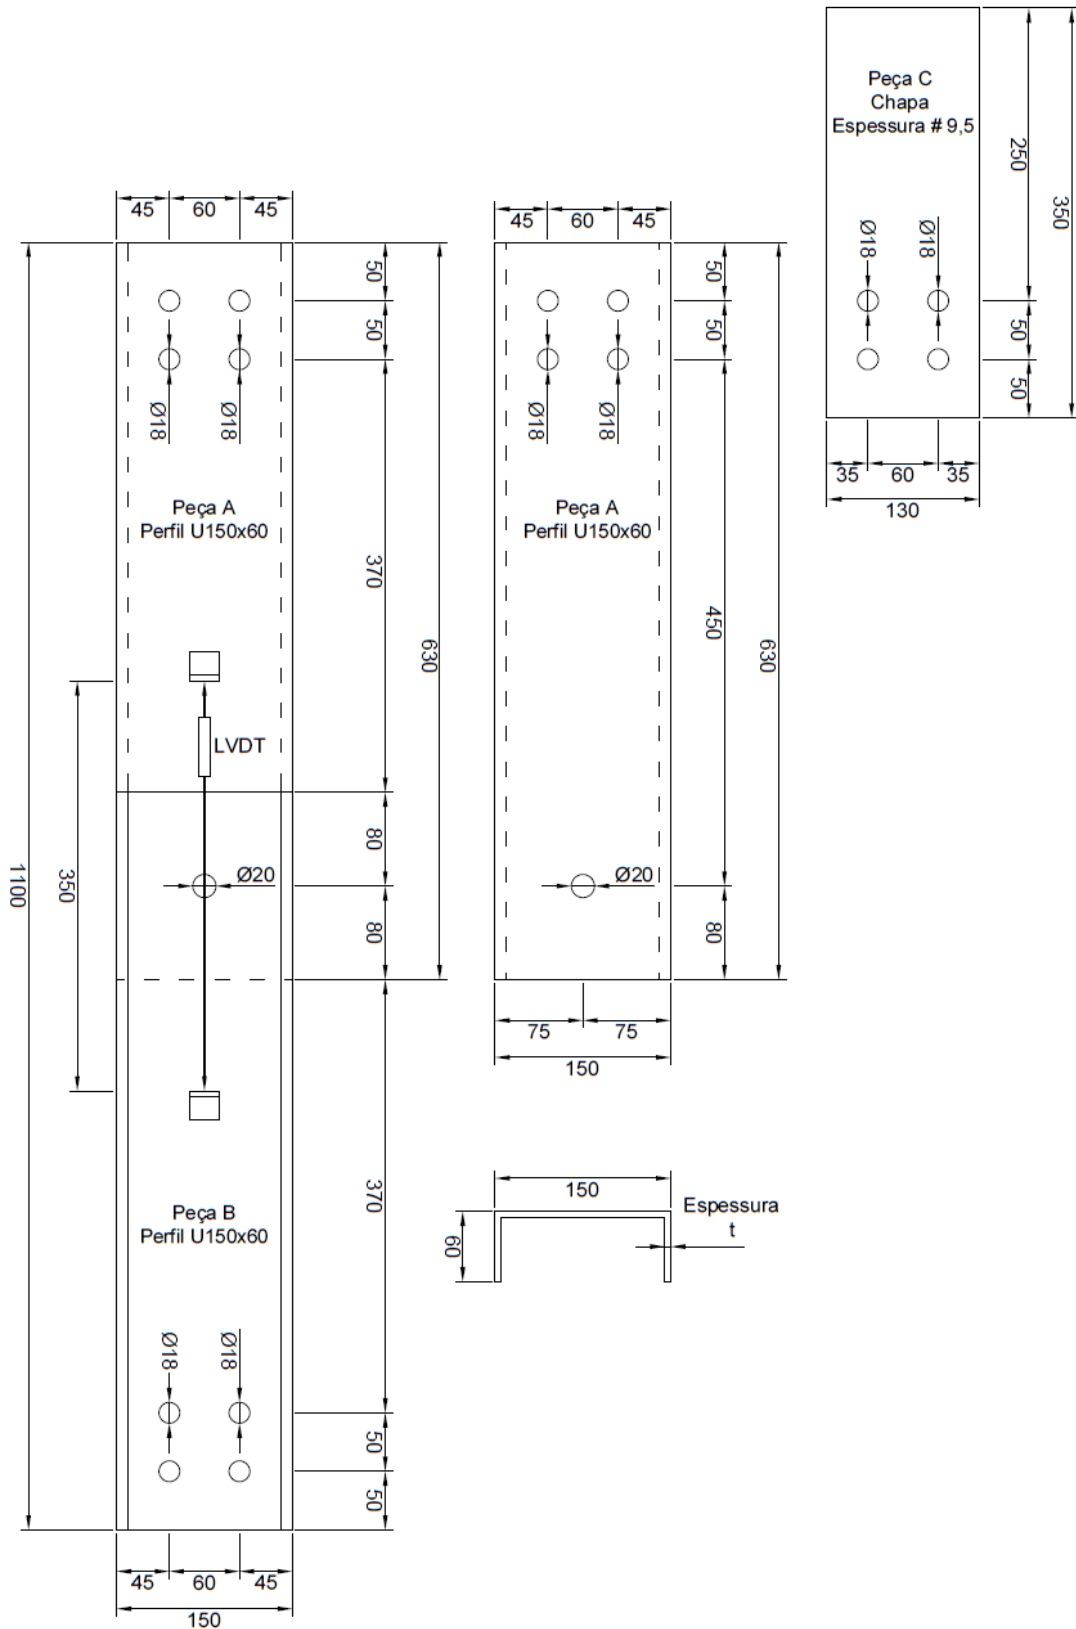 Peça C
Chapa
Espessura # 9,5
250
350
Ø18
Ø18
50
50
35
60
35
130
45
60
45
50
50
Ø18
Ø18
Peça A
Perfil U150x60
370
630
LVDT
350
1100
80
Ø20
80
Peça B
Perfil U150x60
370
Ø18
Ø18
50
50
45
60
45
150
45
60
45
50
50
Ø18
Ø18
Peça A
Perfil U150x60
450
630
Ø20
80
75
75
150
150
60
Espessura
t